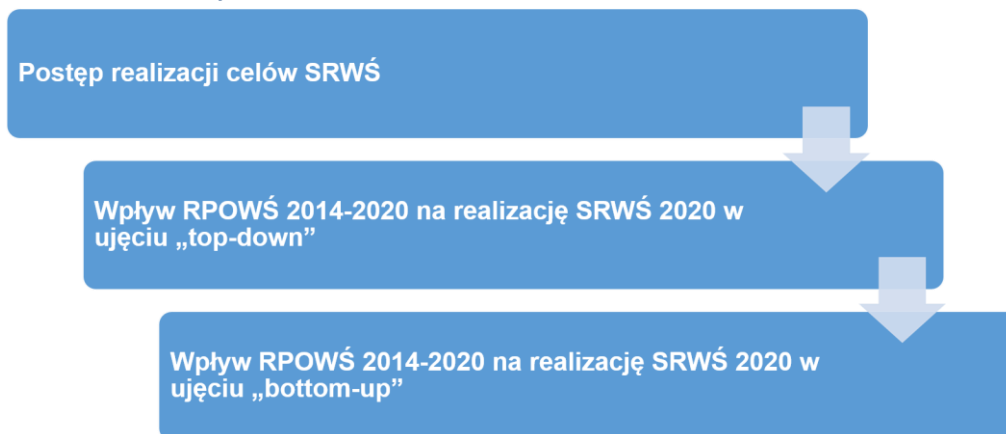 Postęp realizacji celów SRWŚ
Wpływ RPOWŚ 2014-2020 na realizację SRWŚ 2020 w
ujęciu „top-down”
Wpływ RPOWŚ 2014-2020 na realizację SRWŚ 2020 w
ujęciu „bottom-up”